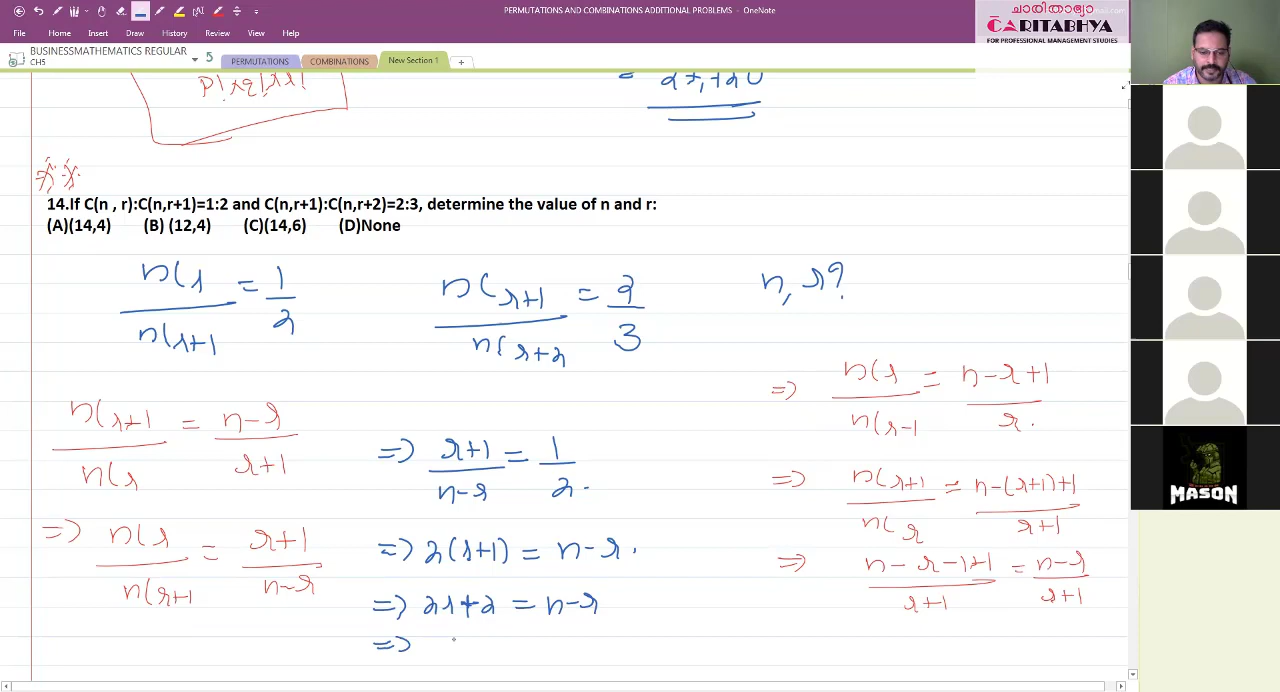 PERMUTATIONS AND COMBINATIONS ADDITIONAL PROBLEMS - OneNote
ചാരിതാഭ്യാ
CARITABHYA
FOR PROFESSIONAL MANAGEMENT STUDIES
File Home Insert Draw History Review View Help
BUSINESSMATHEMATICS REGULAR
CH5
PERMUTATIONS COMBINATIONS New Section 1
14.If C(n , r):C(n,r+1)=1:2 and C(n,r+1):C(n,r+2)=2:3, determine the value of n and r:
(A)(14,4) (B) (12,4) (C)(14,6) (D)None
nCr / nCr+1 = 1/2
nCr+1 / nCr+2 = 2/3
n, r?
nCr+1 / nCr = n-r / r+1
=> nCr / nCr+1 = r+1 / n-r
=> r+1 / n-r = 1/2.
=> 2(r+1) = n-r.
=> 2r+2 = n-r
=>
=> nCr / nCr-1 = n-r+1 / r.
=> nCr+1 / nCr = n-(r+1)+1 / r+1
=> n-r-1+1 / r+1 = n-r / r+1
MASON